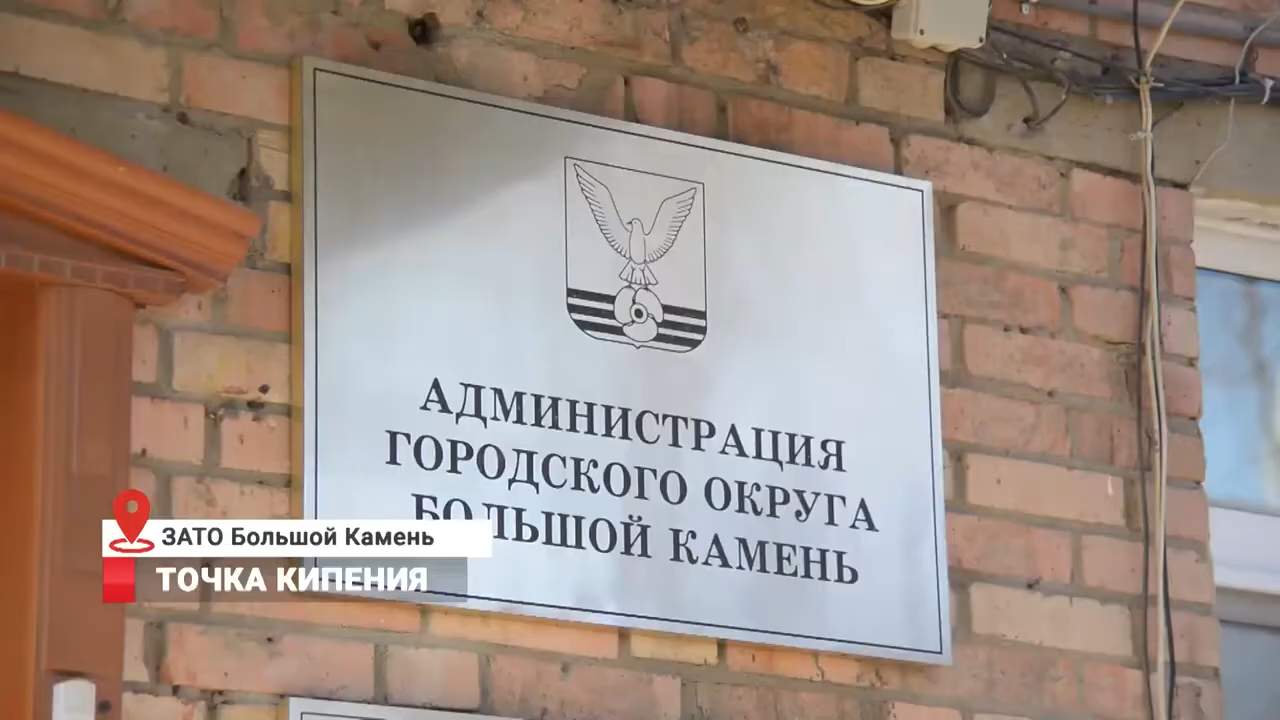 АДМИНИСТРАЦИЯ
ГОРОДСКОГО ОКРУГА
БОЛЬШОЙ КАМЕНЬ
ЗАТО Большой Камень
ТОЧКА КИПЕНИЯ